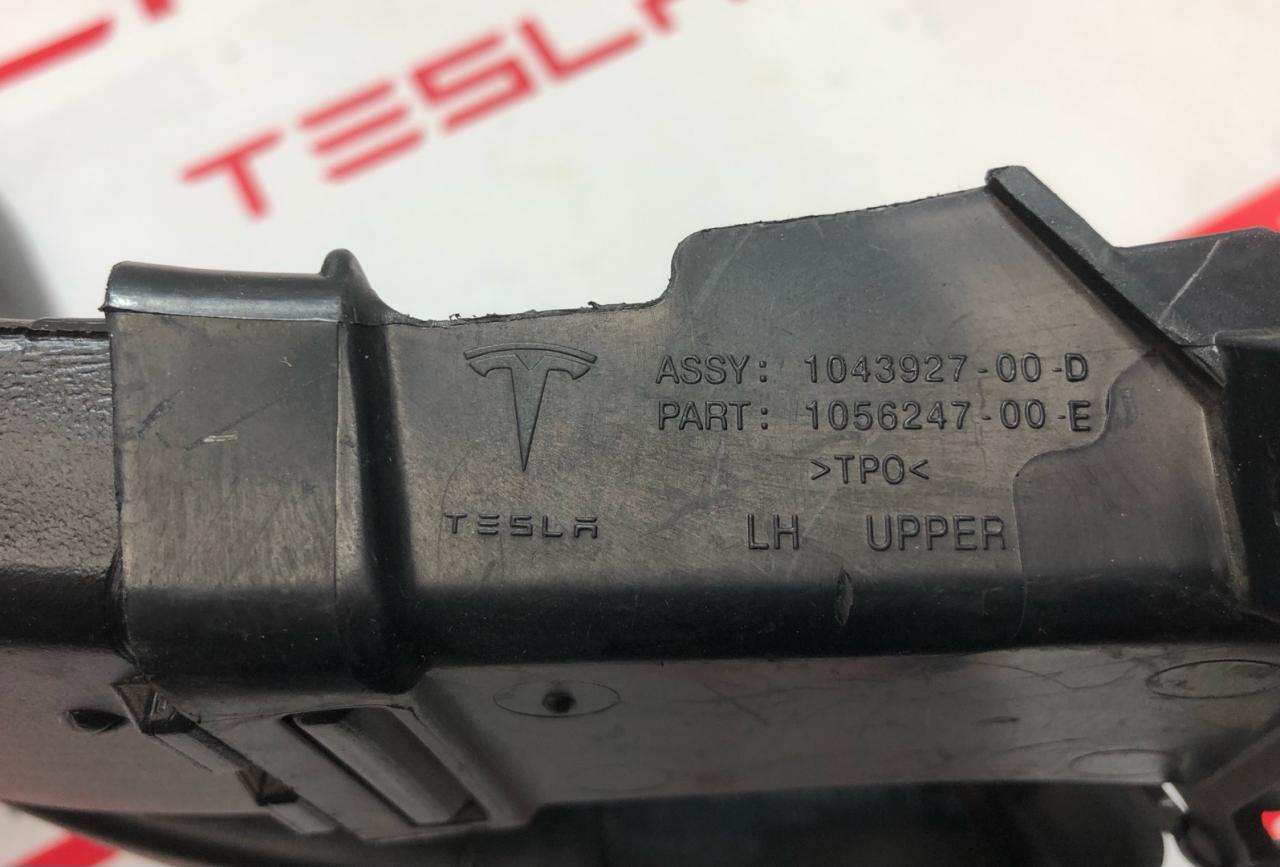 TESLA
ASSY: 1043927-00-D
PART: 1056247-00-E
>TPO<
TESLA LH UPPER